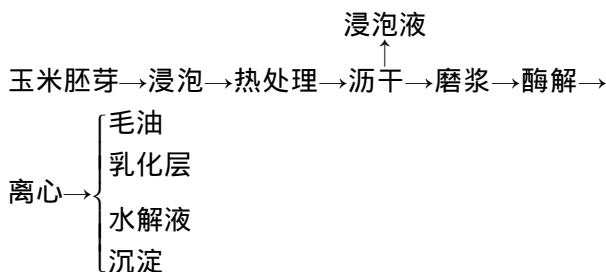 浸泡液
↑
玉米胚芽→浸泡→热处理→沥干→磨浆→酶解→
毛油
乳化层
离心→{
水解液
沉淀